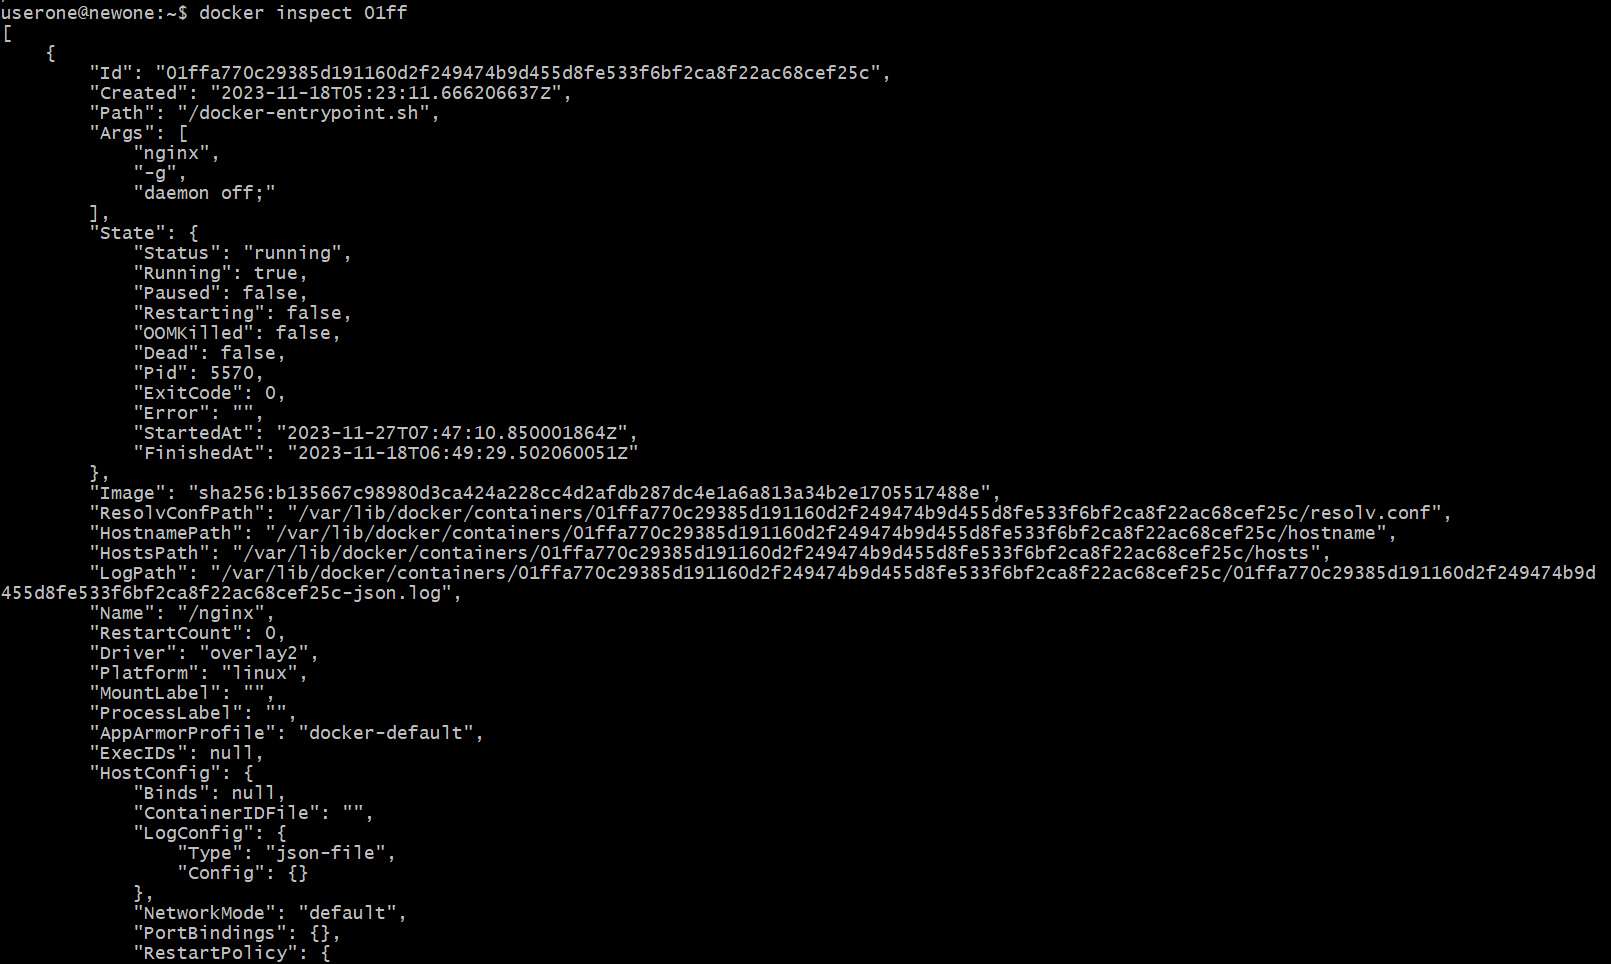 userone@newone:~$ docker inspect 01ff
[
    {
        "Id": "01ffa770c29385d191160d2f249474b9d455d8fe533f6bf2ca8f22ac68cef25c",
        "Created": "2023-11-18T05:23:11.666206637Z",
        "Path": "/docker-entrypoint.sh",
        "Args": [
            "nginx",
            "-g",
            "daemon off;"
        ],
        "State": {
            "Status": "running",
            "Running": true,
            "Paused": false,
            "Restarting": false,
            "OOMKilled": false,
            "Dead": false,
            "Pid": 5570,
            "ExitCode": 0,
            "Error": "",
            "StartedAt": "2023-11-27T07:47:10.850001864Z",
            "FinishedAt": "2023-11-18T06:49:29.502060051Z"
        },
        "Image": "sha256:b135667c98980d3ca424a228cc4d2afdb287dc4e1a6a813a34b2e1705517488e",
        "ResolvConfPath": "/var/lib/docker/containers/01ffa770c29385d191160d2f249474b9d455d8fe533f6bf2ca8f22ac68cef25c/resolv.conf",
        "HostnamePath": "/var/lib/docker/containers/01ffa770c29385d191160d2f249474b9d455d8fe533f6bf2ca8f22ac68cef25c/hostname",
        "HostsPath": "/var/lib/docker/containers/01ffa770c29385d191160d2f249474b9d455d8fe533f6bf2ca8f22ac68cef25c/hosts",
        "LogPath": "/var/lib/docker/containers/01ffa770c29385d191160d2f249474b9d455d8fe533f6bf2ca8f22ac68cef25c/01ffa770c29385d191160d2f249474b9d
455d8fe533f6bf2ca8f22ac68cef25c-json.log",
        "Name": "/nginx",
        "RestartCount": 0,
        "Driver": "overlay2",
        "Platform": "linux",
        "MountLabel": "",
        "ProcessLabel": "",
        "AppArmorProfile": "docker-default",
        "ExecIDs": null,
        "HostConfig": {
            "Binds": null,
            "ContainerIDFile": "",
            "LogConfig": {
                "Type": "json-file",
                "Config": {}
            },
            "NetworkMode": "default",
            "PortBindings": {},
            "RestartPolicy": {